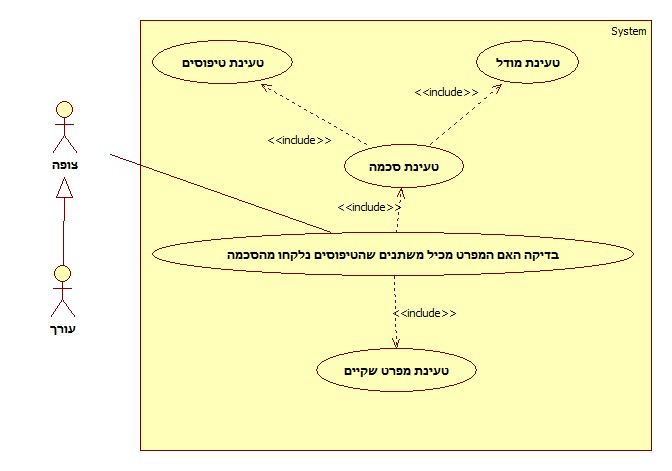 System
טעינת טיפוסים
טעינת מודל
<<include>>
<<include>>
צופה
טעינת סכמה
<<include>>
בדיקה האם המפרט מכיל משתנים שהטיפוסים נלקחו מהסכמה
<<include>>
עורך
טעינת מפרט שקיים